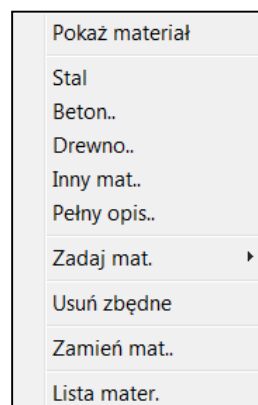 Pokaż materiał
Stal
Beton..
Drewno..
Inny mat..
Pełny opis..
Zadaj mat.
Usuń zbędne
Zamień mat..
Lista mater.